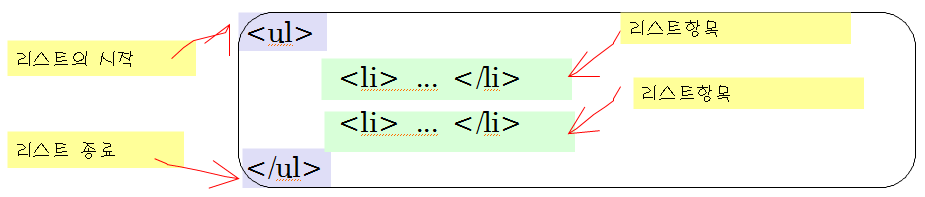 리스트의 시작
<ul>
리스트항목
<li> ... </li>
리스트항목
<li> ... </li>
리스트 종료
</ul>